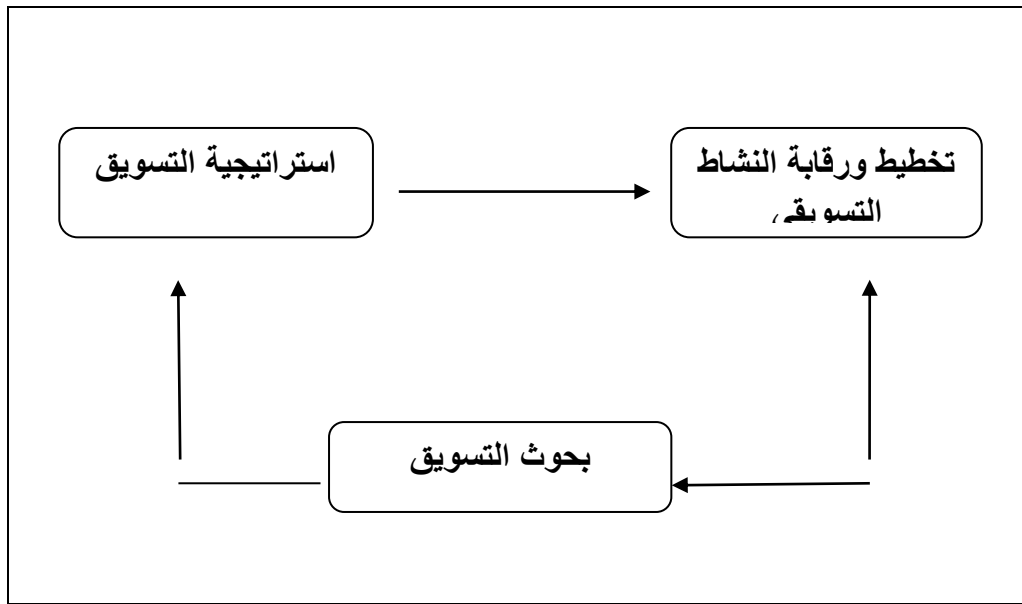 تخطيط ورقابة النشاط
التسويقي
استراتيجية التسويق
بحوث التسويق